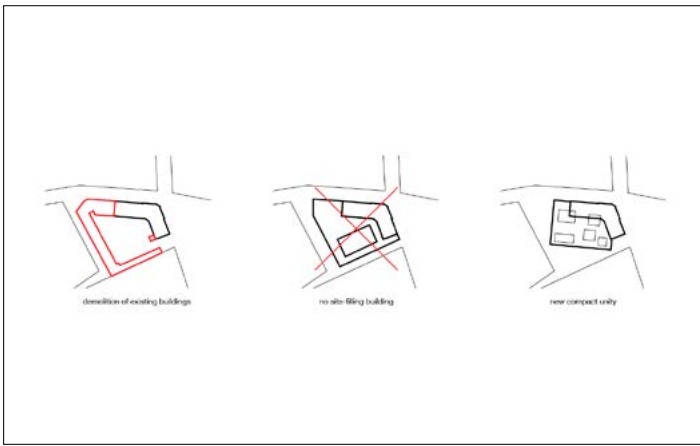 demolition of existing buildings
no site-filling building
new compact unity